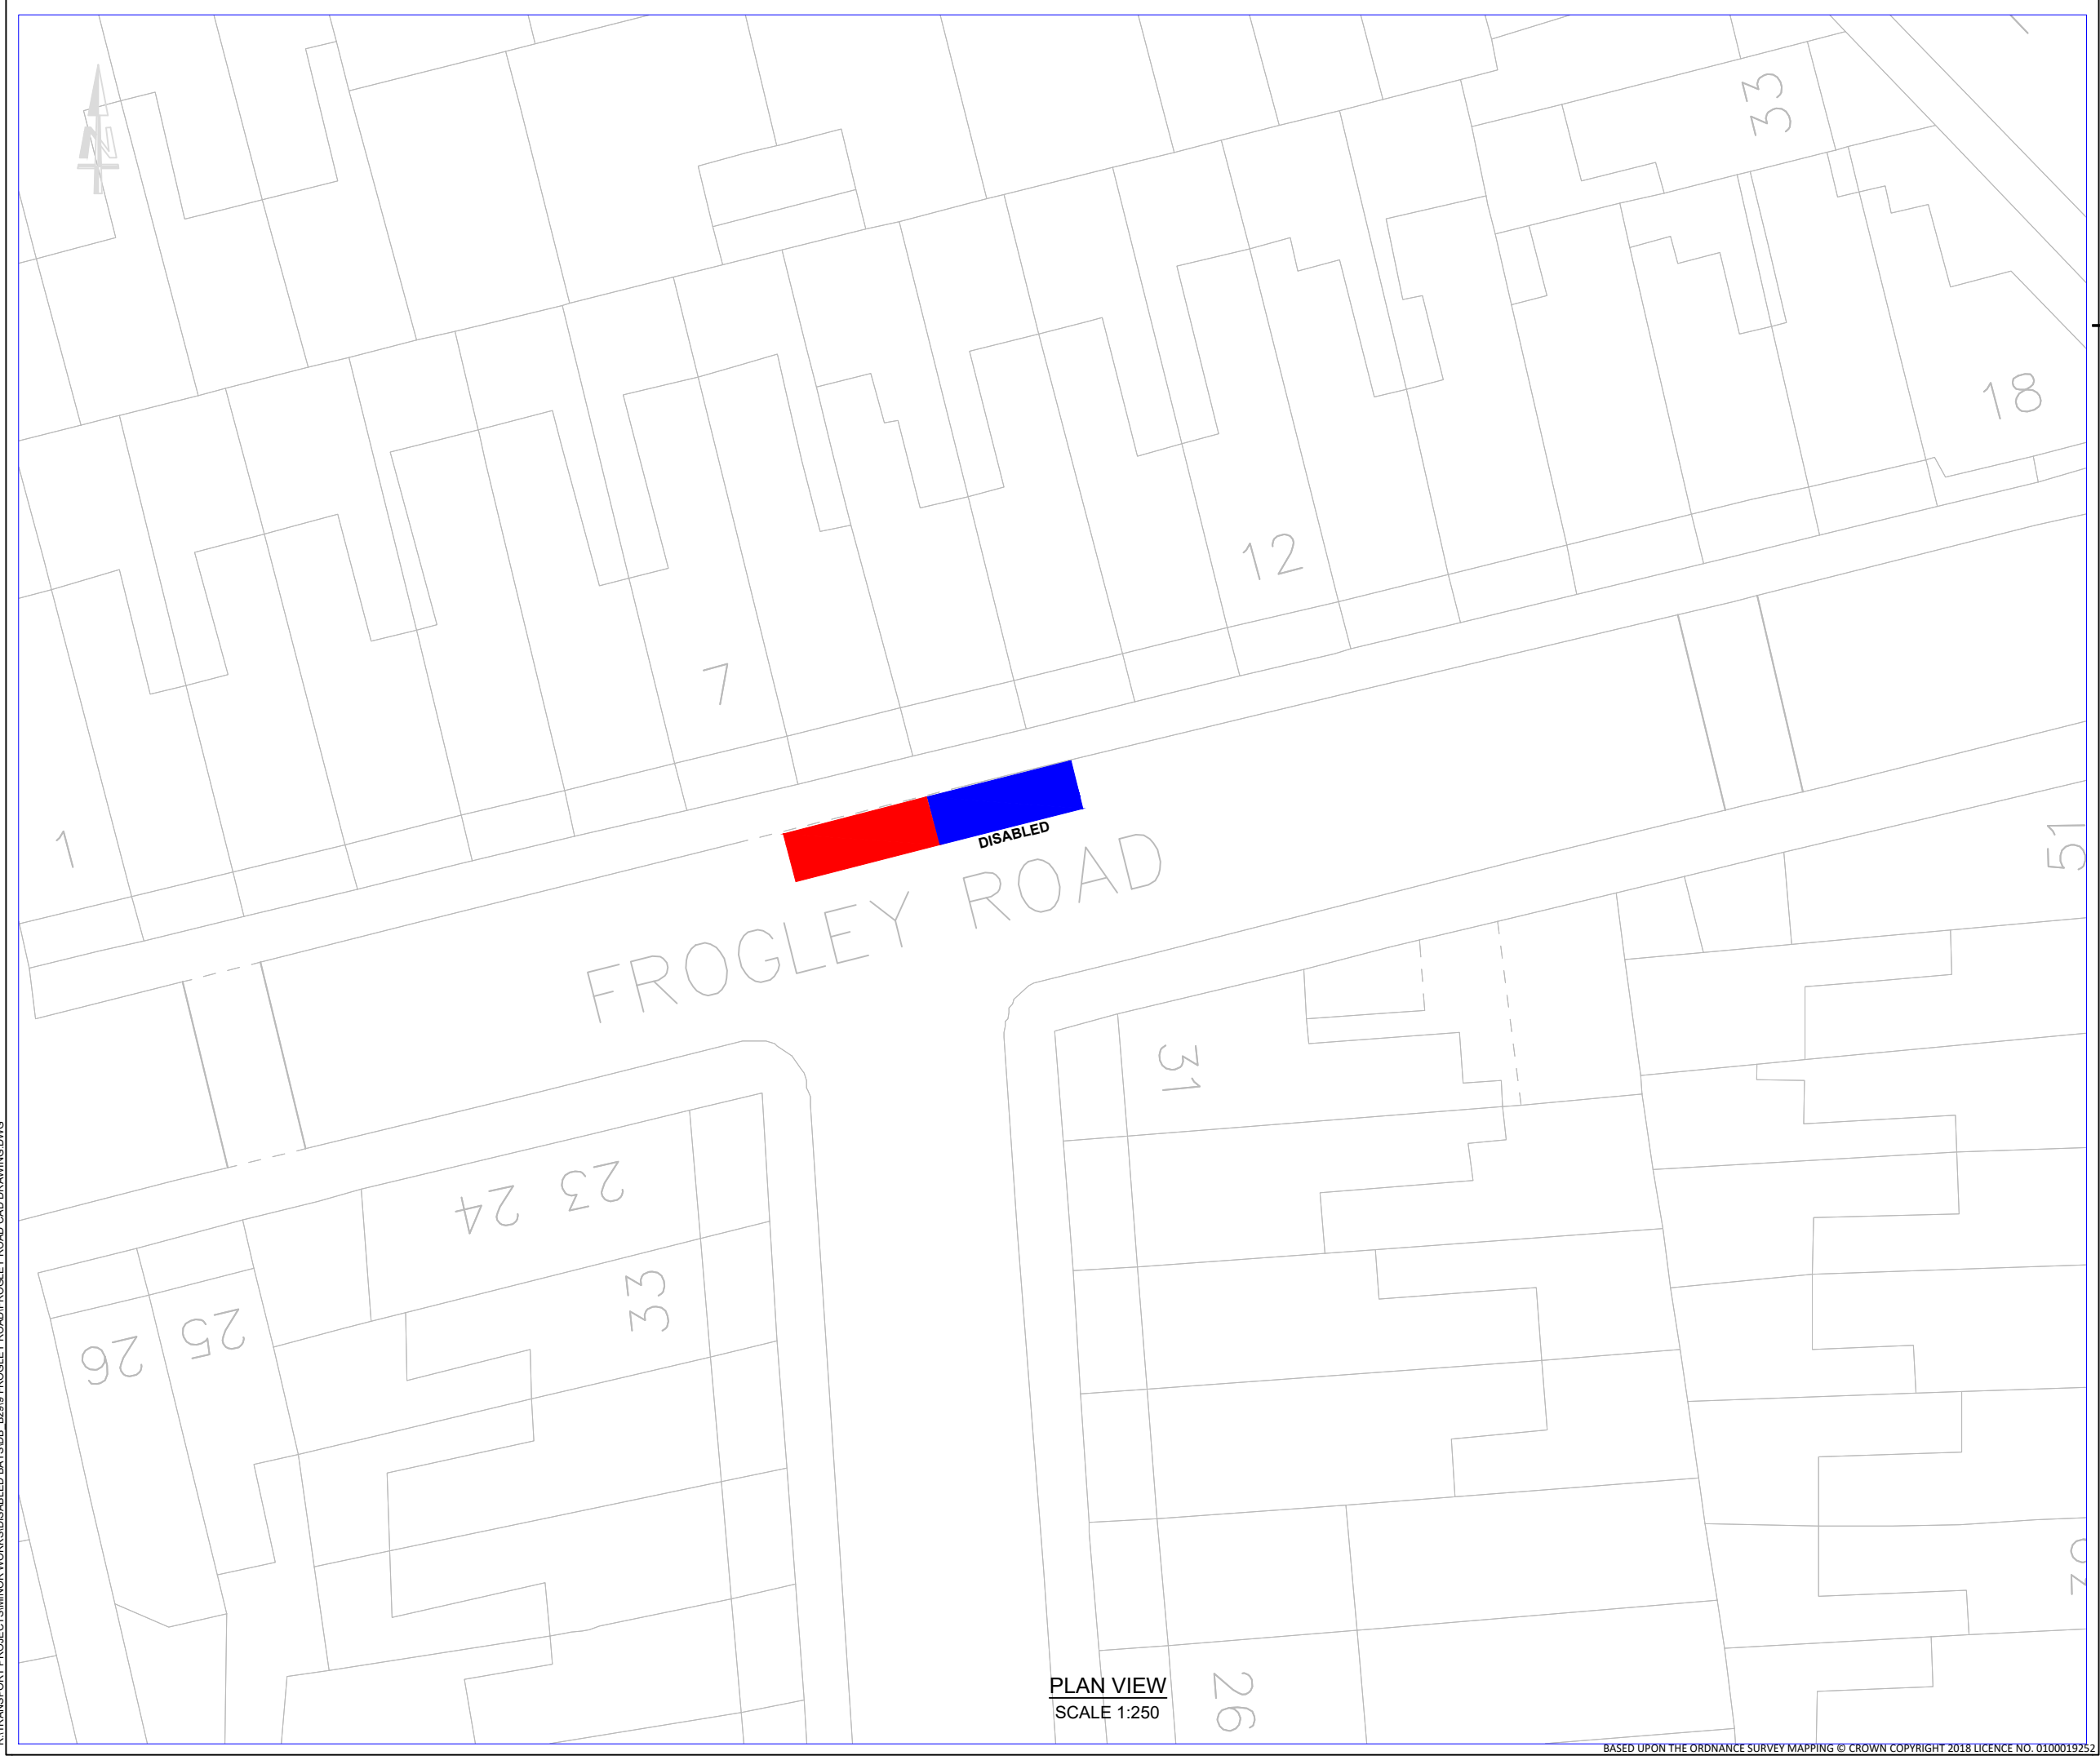 N
33
18
12
7
1
DISABLED
FROGLEY ROAD
51
31
23
24
33
25
26
26
PLAN VIEW
SCALE 1:250
BASED UPON THE ORDNANCE SURVEY MAPPING © CROWN COPYRIGHT 2018 LICENCE NO. 0100019252